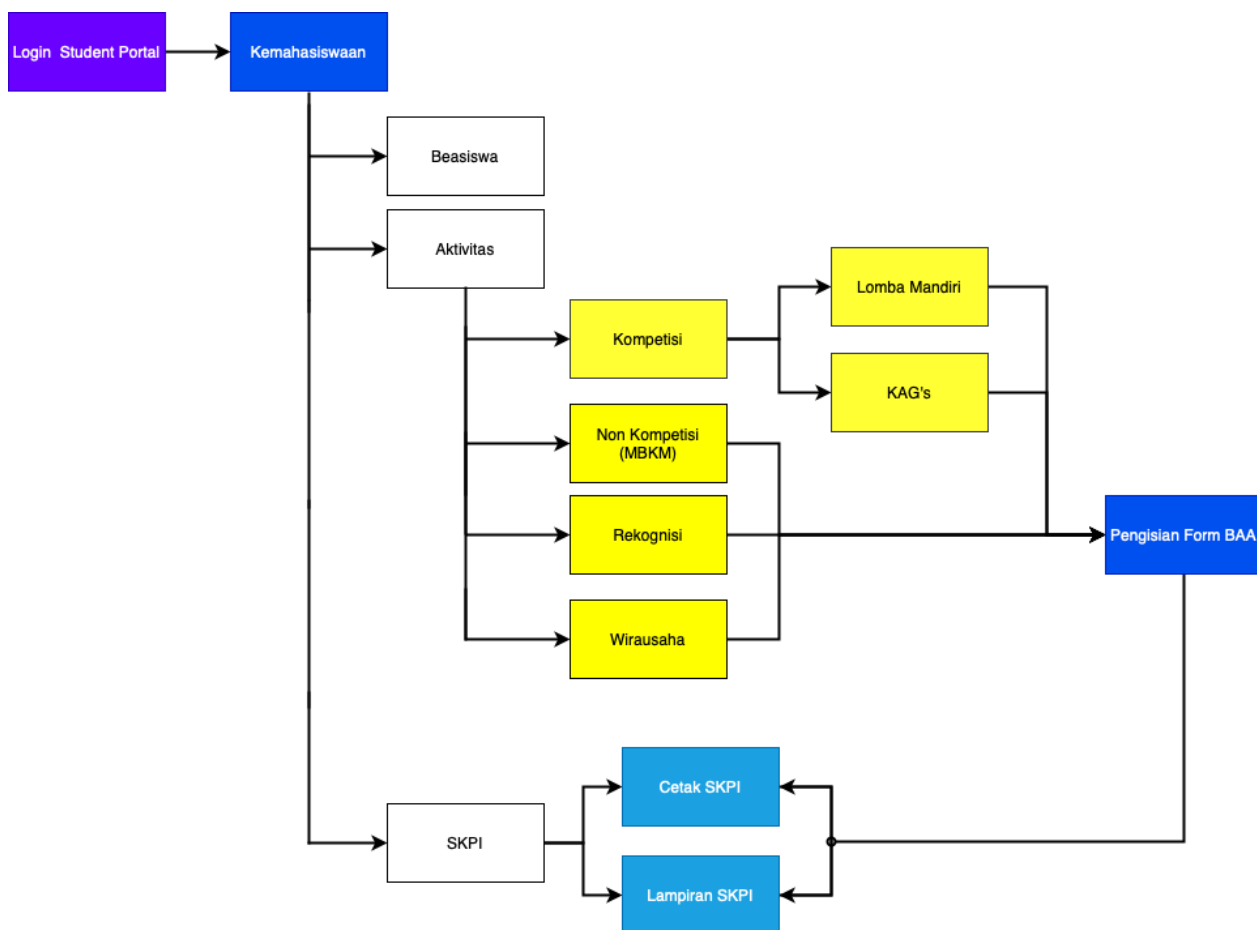 Login Student Portal
Kemahasiswaan
Beasiswa
Aktivitas
Lomba Mandiri
Kompetisi
KAG's
Non Kompetisi
(MBKM)
Rekognisi
Pengisian Form BAA
Wirausaha
Cetak SKPI
SKPI
Lampiran SKPI